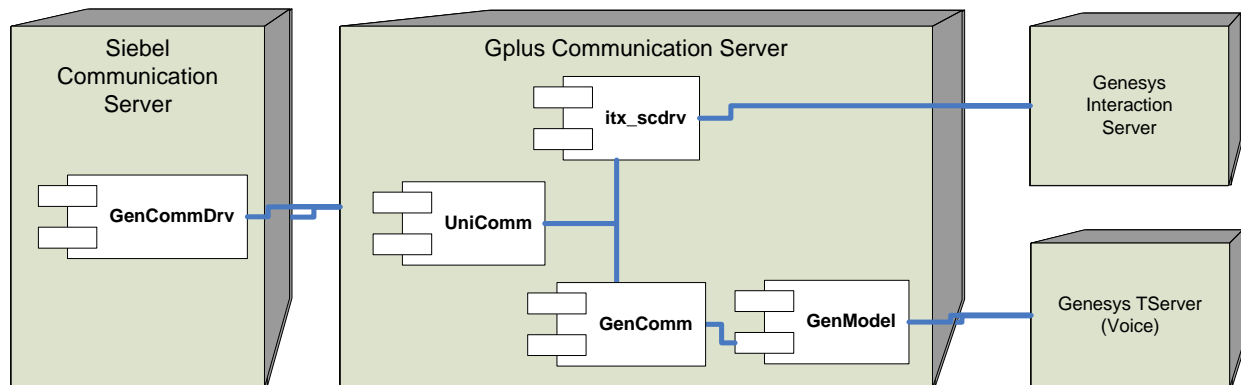 Siebel
Communication
Server
GenCommDrv
Gplus Communication Server
itx_scdrv
UniComm
GenComm
GenModel
Genesys
Interaction
Server
Genesys TServer
(Voice)